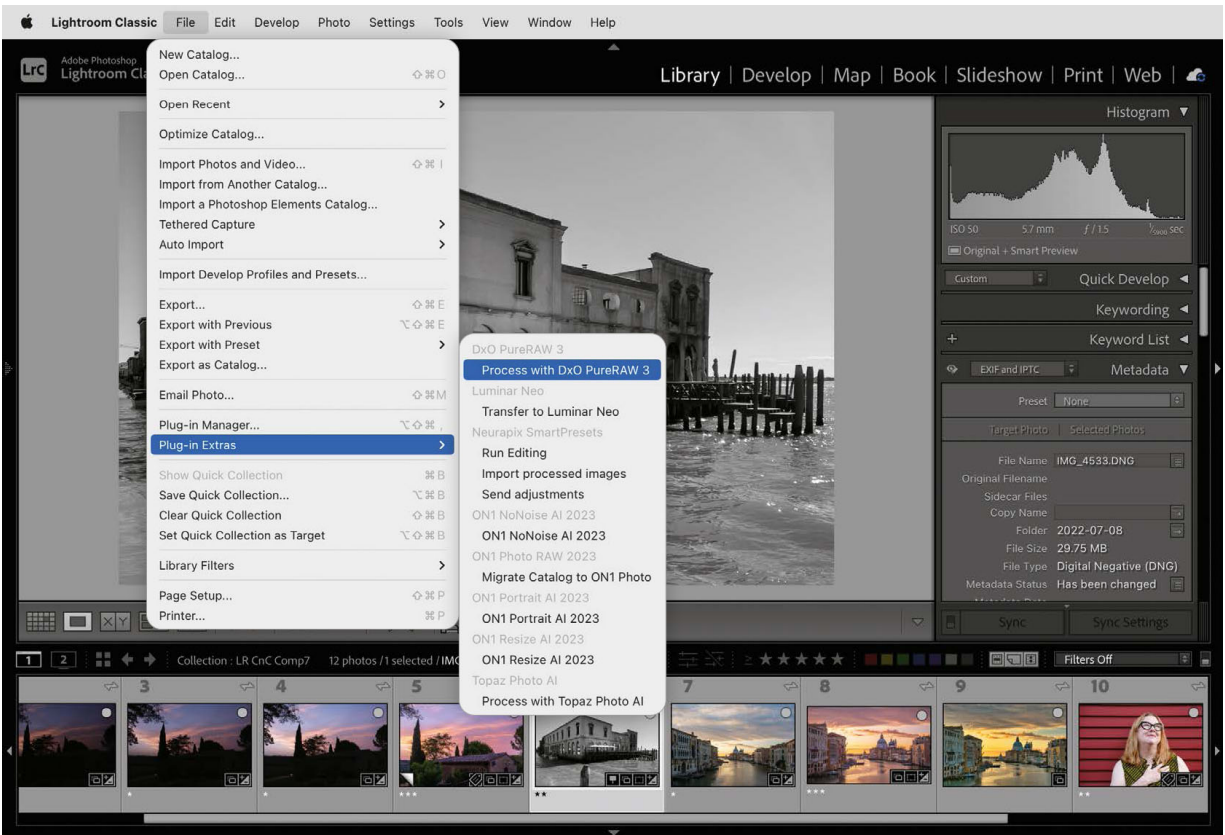 Lightroom Classic File Edit Develop Photo Settings Tools View Window Help
LrC
Adobe Photoshop
Lightroom Cl
Library | Develop | Map | Book | Slideshow | Print | Web |
New Catalog...
Open Catalog... ⇧⌘O
Open Recent
Optimize Catalog...
Import Photos and Video... ⇧⌘I
Import from Another Catalog...
Import a Photoshop Elements Catalog...
Tethered Capture
Auto Import
Import Develop Profiles and Presets...
Export... ⇧⌘E
Export with Previous ⌥⇧⌘E
Export with Preset
Export as Catalog...
Email Photo... ⇧⌘M
Plug-in Manager... ⌥⇧⌘,
Plug-in Extras
Show Quick Collection ⌘B
Save Quick Collection... ⌥⌘B
Clear Quick Collection ⇧⌘B
Set Quick Collection as Target ⌥⇧⌘B
Library Filters
Page Setup... ⇧⌘P
Printer... ⌘P
DxO PureRAW 3
Process with DxO PureRAW 3
Luminar Neo
Transfer to Luminar Neo
Neurapix SmartPresets
Run Editing
Import processed images
Send adjustments
ON1 NoNoise AI 2023
ON1 NoNoise AI 2023
ON1 Photo RAW 2023
Migrate Catalog to ON1 Photo
ON1 Portrait AI 2023
ON1 Portrait AI 2023
ON1 Resize AI 2023
ON1 Resize AI 2023
Topaz Photo AI
Process with Topaz Photo AI
Histogram
ISO 50 5.7 mm ƒ / 1.5 sec
Original + Smart Preview
Custom Quick Develop
Keywording
+ Keyword List
EXIF and IPTC Metadata
Preset None
Target Photo Selected Photos
File Name IMG_4533.DNG
Original Filename
Sidecar Files
Copy Name
Folder 2022-07-08
File Size 29.75 MB
File Type Digital Negative (DNG)
Metadata Status Has been changed
Sync Sync Settings
XY
1 2 Collection : LR CnC Comp7 12 photos / 1 selected / IM
≥ ★★★★★ Filters Off
3 4 5 7 8 9 10